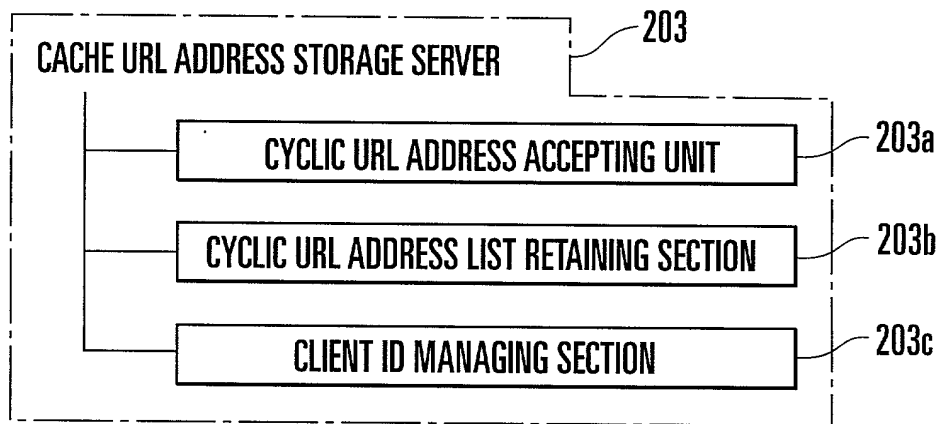 203
CACHE URL ADDRESS STORAGE SERVER
CYCLIC URL ADDRESS ACCEPTING UNIT
203a
CYCLIC URL ADDRESS LIST RETAINING SECTION
203b
CLIENT ID MANAGING SECTION
203c